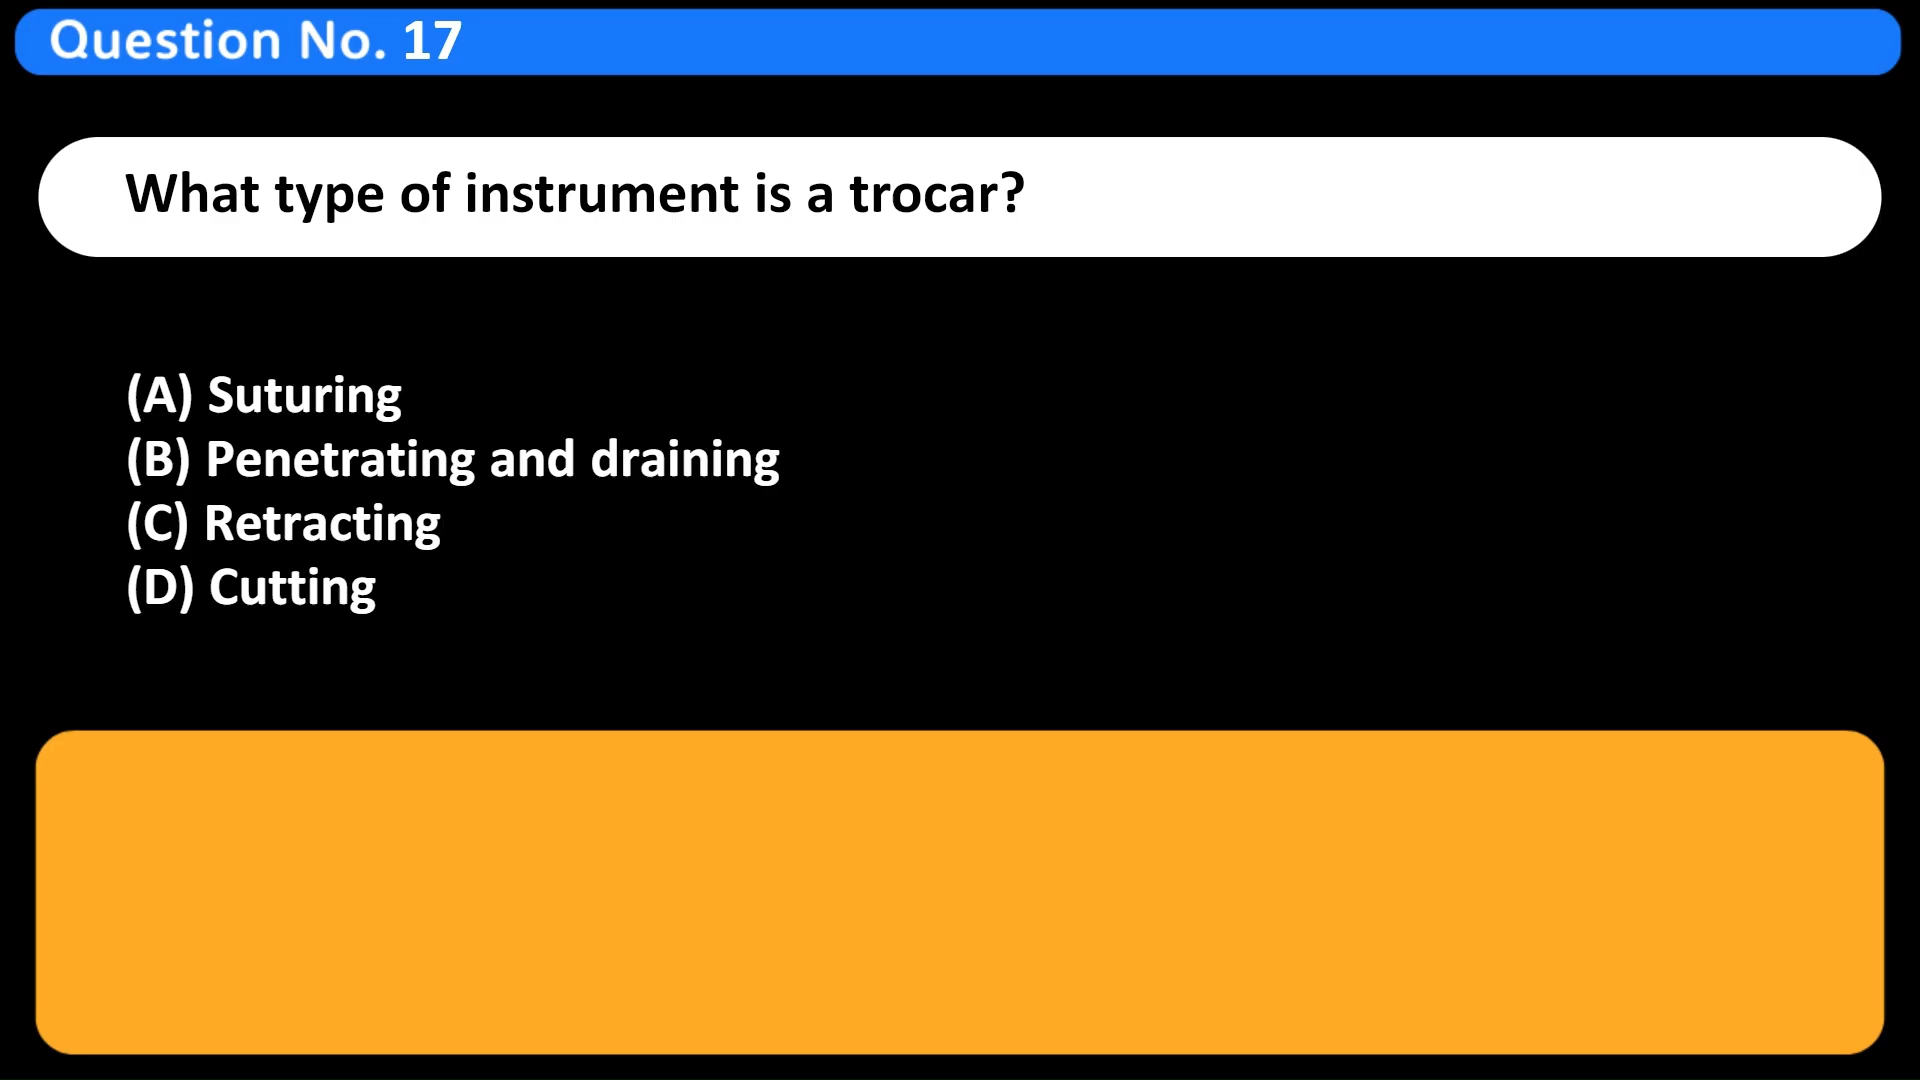 Question No. 17
What type of instrument is a trocar?
(A) Suturing
(B) Penetrating and draining
(C) Retracting
(D) Cutting